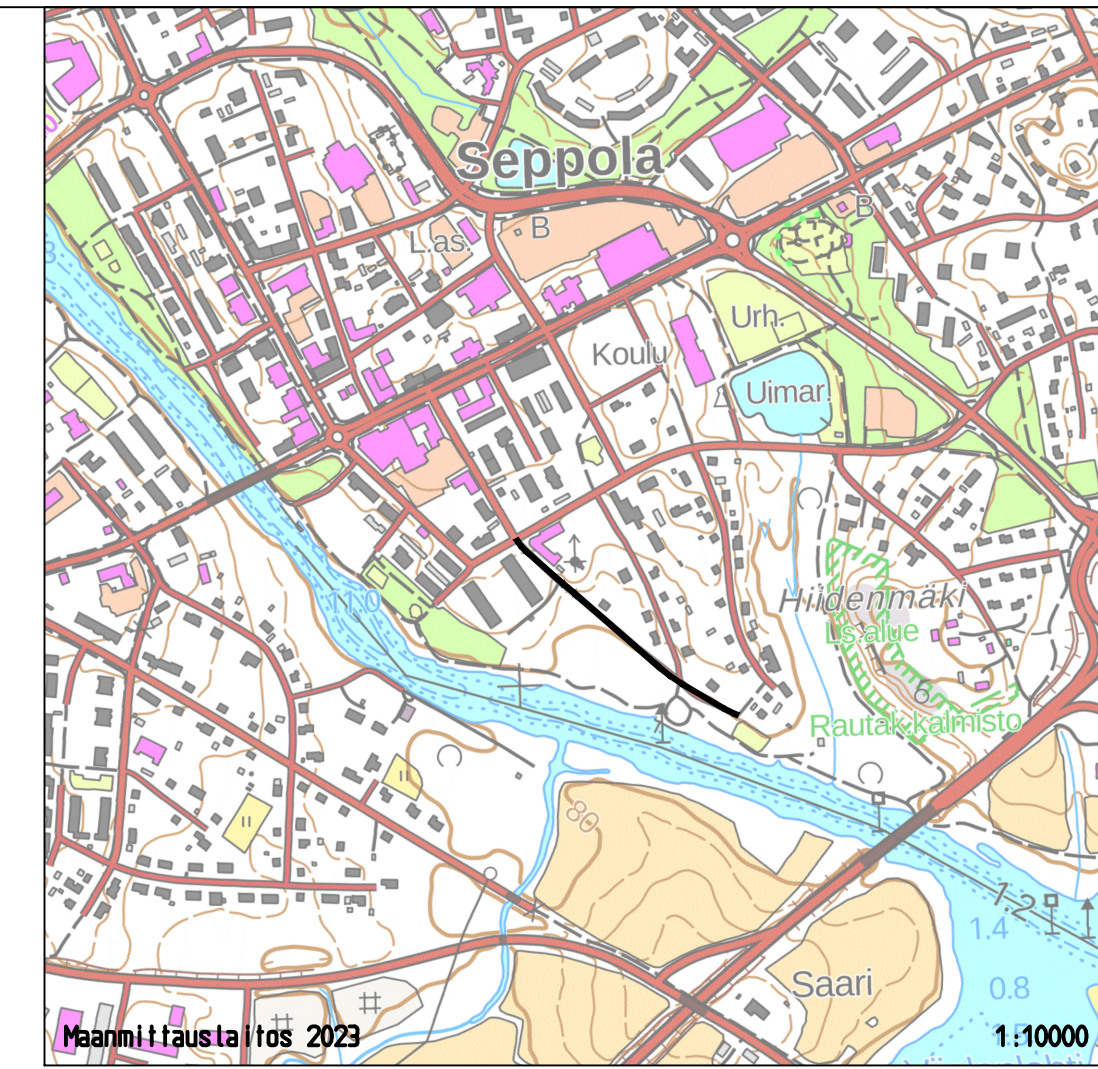 Seppola
B
B
L.as.
Urh.
Koulu
Uimar.
11.0
Hiidenmäki
Ls.alue
6
Rautak.kalmisto
80
1.2
1.4
0.8
Saari
Maanmittauslaitos 2023
1:10000